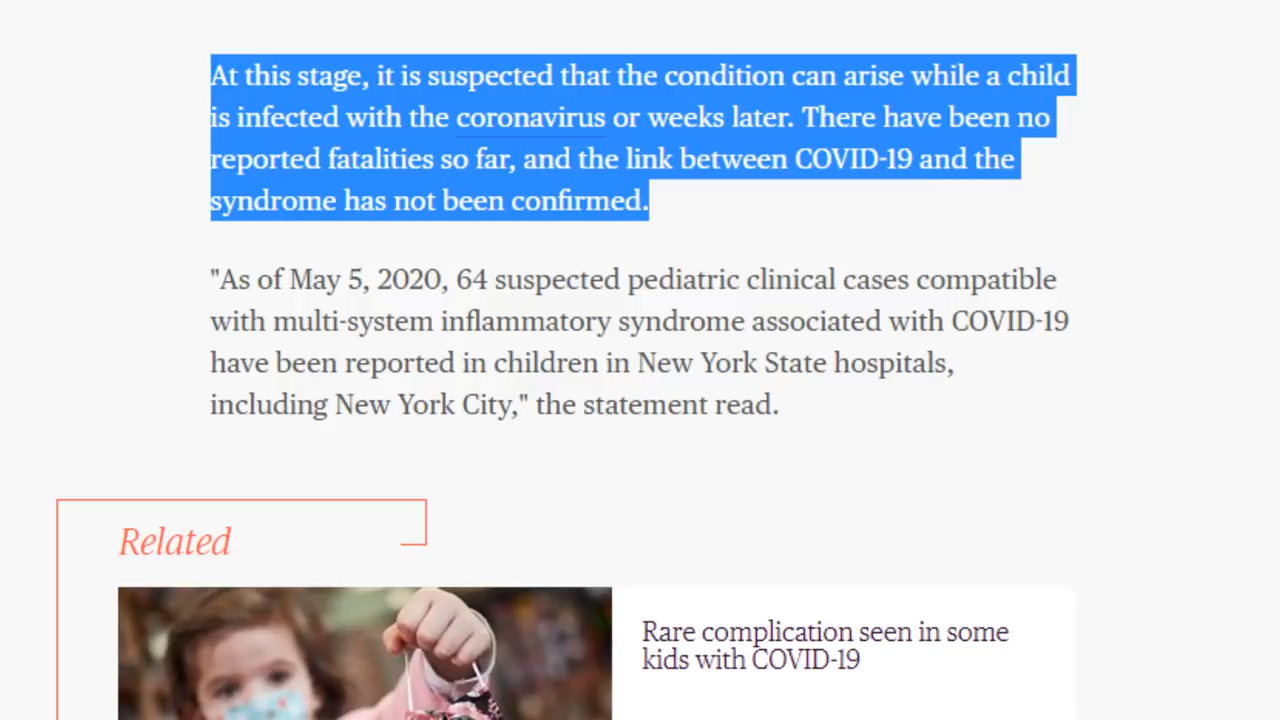 At this stage, it is suspected that the condition can arise while a child
is infected with the coronavirus or weeks later. There have been no
reported fatalities so far, and the link between COVID-19 and the
syndrome has not been confirmed.
"As of May 5, 2020, 64 suspected pediatric clinical cases compatible
with multi-system inflammatory syndrome associated with COVID-19
have been reported in children in New York State hospitals,
including New York City," the statement read.
Related
Rare complication seen in some
kids with COVID-19